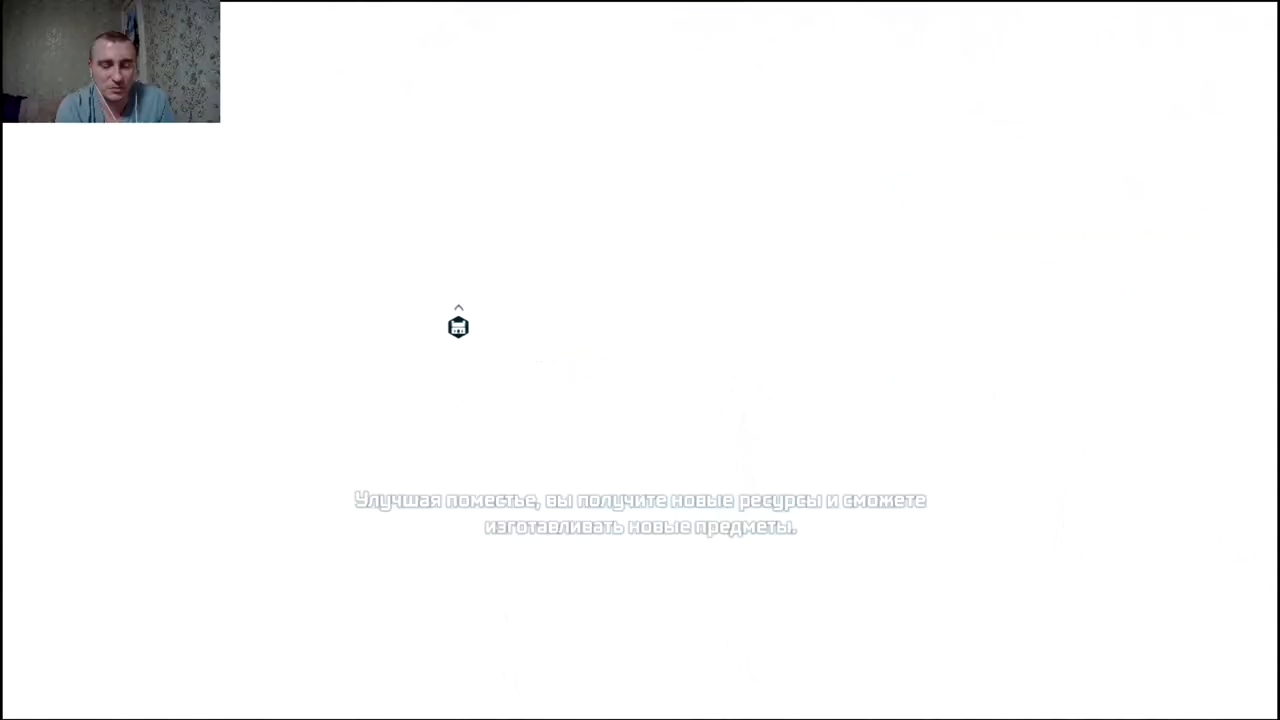 Улучшая поместье, вы получите новые ресурсы и сможете
изготавливать новые предметы.